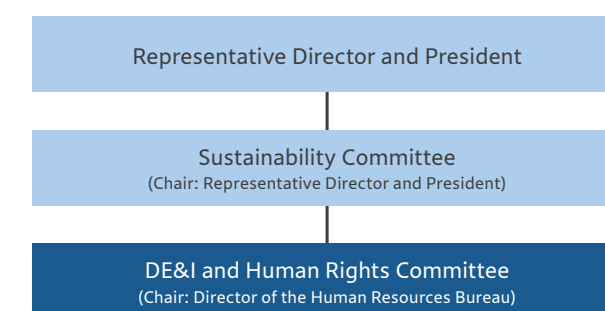 Representative Director and President
Sustainability Committee
(Chair: Representative Director and President)
DE&I and Human Rights Committee
(Chair: Director of the Human Resources Bureau)